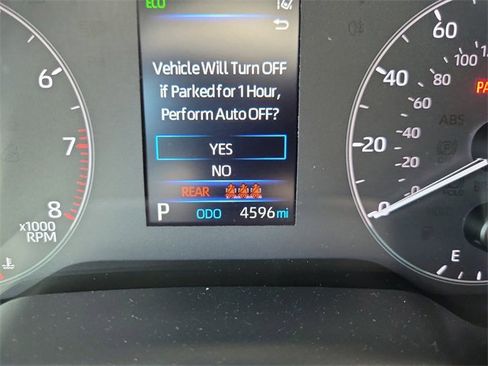 ECO
Vehicle Will Turn OFF
if Parked for 1 Hour,
Perform Auto OFF?
YES
NO
REAR
P ODO 4596 mi
6
7
8
x1000
RPM
60
40
20
0
100
80
60
40
20
0
ABS
E